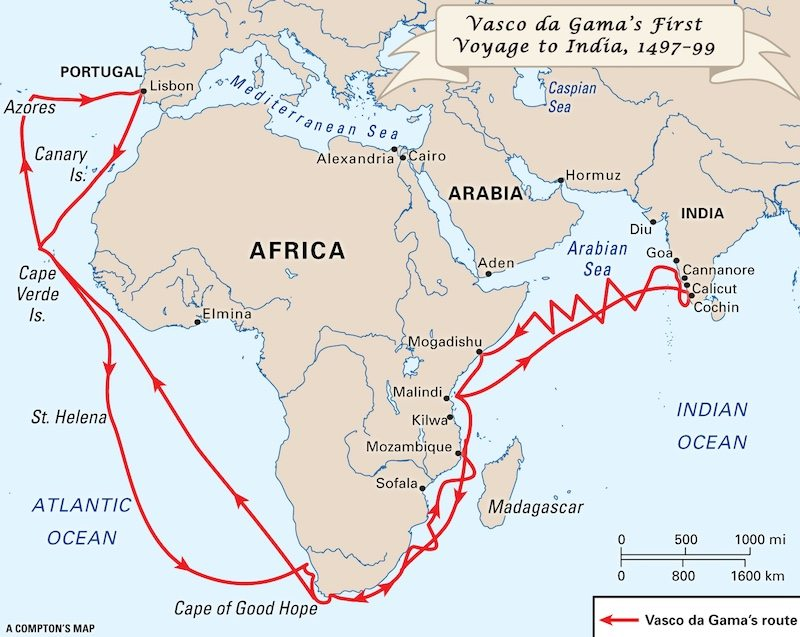 Vasco da Gama's First
Voyage to India, 1497-99
PORTUGAL
Lisbon
Azores
Canary
Is.
Mediterranean Sea
Caspian
Sea
Alexandria
Cairo
Hormuz
ARABIA
INDIA
Diu
AFRICA
Arabian
Sea
Goa
Aden
Cannanore
Calicut
Cochin
Cape
Verde
Is.
Elmina
Mogadishu
Malindi
St. Helena
Kilwa
INDIAN
OCEAN
Mozambique
Sofala
Madagascar
ATLANTIC
OCEAN
0 500 1000 mi
0 800 1600 km
Cape of Good Hope
Vasco da Gama's route
A COMPTON'S MAP